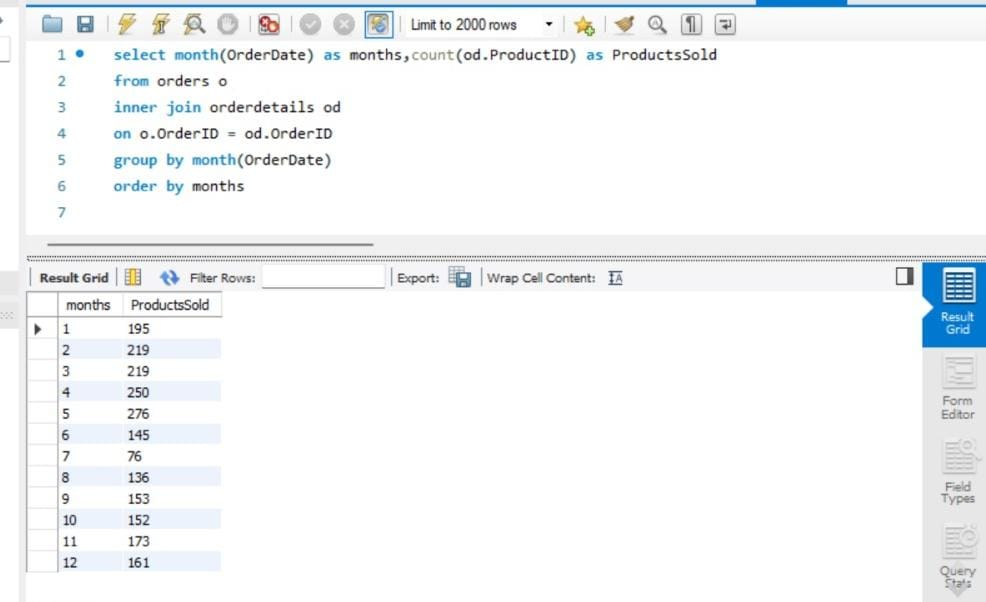 Limit to 2000 rows
1 select month(OrderDate) as months,count(od.ProductID) as ProductsSold
2 from orders o
3 inner join orderdetails od
4 on o.OrderID = od.OrderID
5 group by month(OrderDate)
6 order by months
7
Result Grid Filter Rows: Export: Wrap Cell Content: IA
months ProductsSold
1 195
2 219
3 219
4 250
5 276
6 145
7 76
8 136
9 153
10 152
11 173
12 161
Result
Grid
Form
Editor
Field
Types
Query
Stats